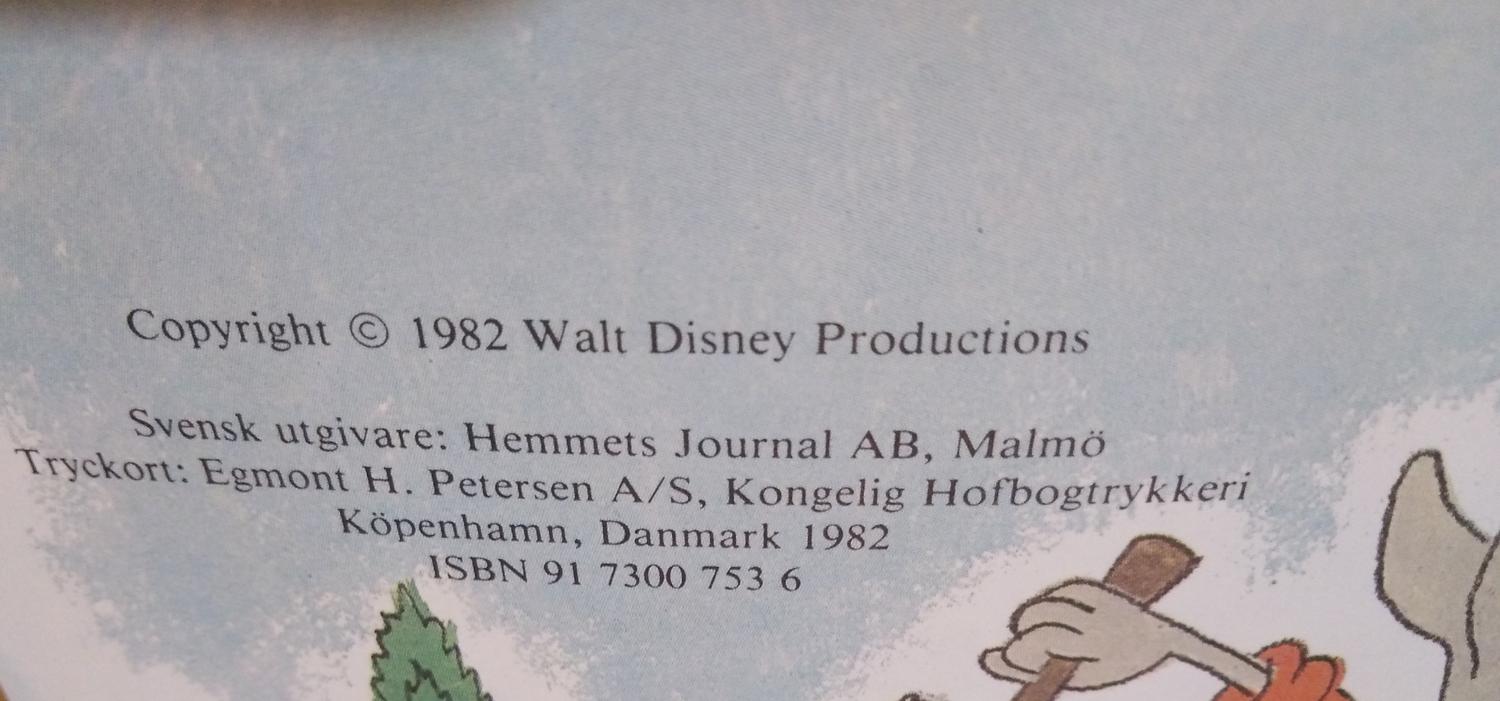 Copyright © 1982 Walt Disney Productions
Svensk utgivare: Hemmets Journal AB, Malmö
Tryckort: Egmont H. Petersen A/S, Kongelig Hofbogtrykkeri
Köpenhamn, Danmark 1982
ISBN 91 7300 753 6